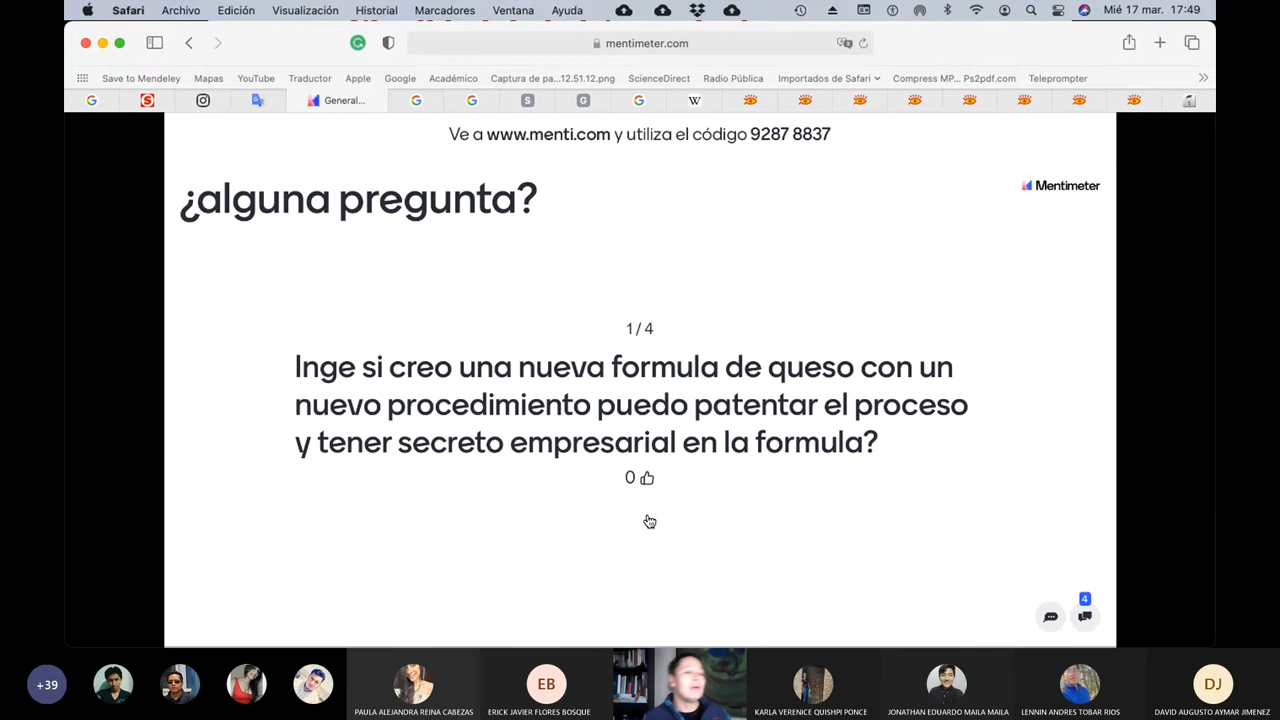 Safari Archivo Edición Visualización Historial Marcadores Ventana Ayuda Mié 17 mar. 17:49
mentimeter.com
Save to Mendeley Mapas YouTube Traductor Apple Google Académico Captura de pa...12.51.12.png ScienceDirect Radio Pública Importados de Safari Compress MP... Ps2pdf.com Teleprompter
General...
S G W
Ve a www.menti.com y utiliza el código 9287 8837
¿alguna pregunta?
Mentimeter
1 / 4
Inge si creo una nueva formula de queso con un
nuevo procedimiento puedo patentar el proceso
y tener secreto empresarial en la formula?
0
4
+39
EB
DJ
PAULA ALEJANDRA REINA CABEZAS
ERICK JAVIER FLORES BOSQUE
KARLA VERENICE QUISHPI PONCE
JONATHAN EDUARDO MAILA MAILA
LENNIN ANDRES TOBAR RIOS
DAVID AUGUSTO AYMAR JIMENEZ